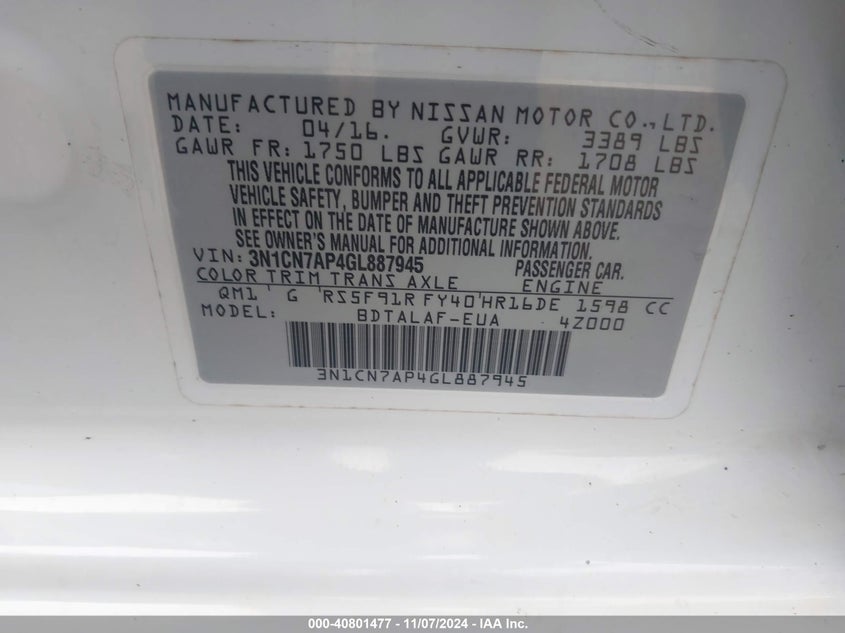 MANUFACTURED BY NISSAN MOTOR CO., LTD.
DATE: 04/16. GVWR: 3389 LBS
GAWR FR: 1750 LBS GAWR RR: 1708 LBS
THIS VEHICLE CONFORMS TO ALL APPLICABLE FEDERAL MOTOR
VEHICLE SAFETY, BUMPER AND THEFT PREVENTION STANDARDS
IN EFFECT ON THE DATE OF MANUFACTURE SHOWN ABOVE.
SEE OWNER'S MANUAL FOR ADDITIONAL INFORMATION.
VIN: 3N1CN7AP4GL887945 PASSENGER CAR.
COLOR TRIM TRANS AXLE ENGINE
QM1 ' G 'RS5F91R FY40'HR16DE 1598 CC
MODEL: BDTALAF-EUA 4Z000
3N1CN7AP4GL887945
000-40801477 - 11/07/2024 - IAA Inc.